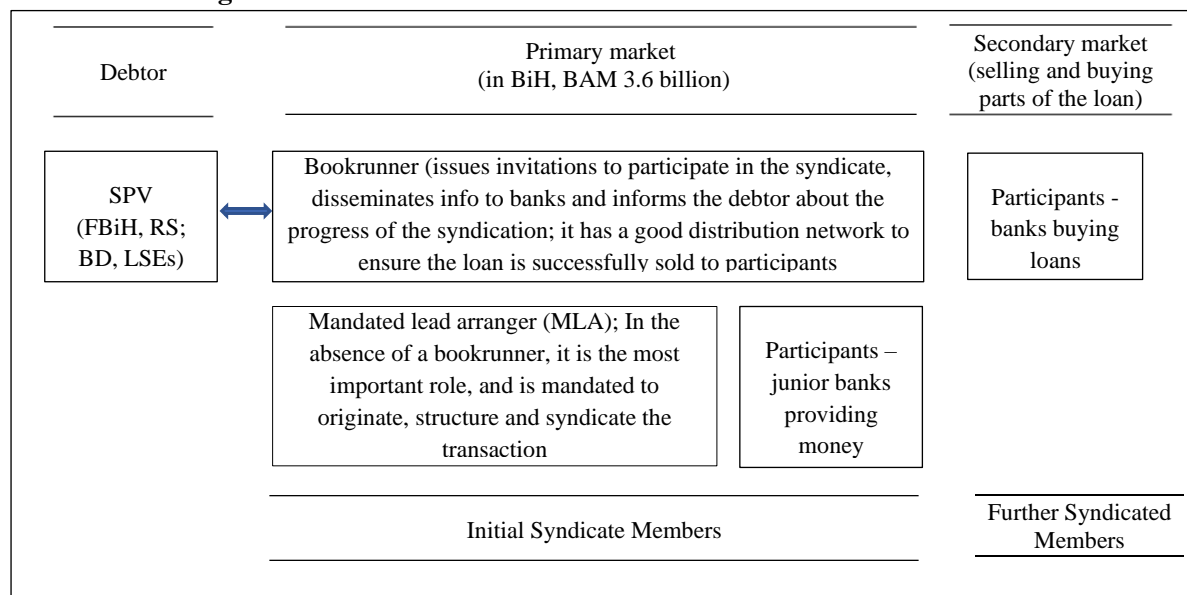 Debtor
Primary market
(in BiH, BAM 3.6 billion)
Secondary market
(selling and buying
parts of the loan)
SPV
(FBiH, RS;
BD, LSEs)
Bookrunner (issues invitations to participate in the syndicate,
disseminates info to banks and informs the debtor about the
progress of the syndication; it has a good distribution network to
ensure the loan is successfully sold to participants
Participants -
banks buying
loans
Mandated lead arranger (MLA); In the
absence of a bookrunner, it is the most
important role, and is mandated to
originate, structure and syndicate the
transaction
Participants –
junior banks
providing
money
Initial Syndicate Members
Further Syndicated
Members